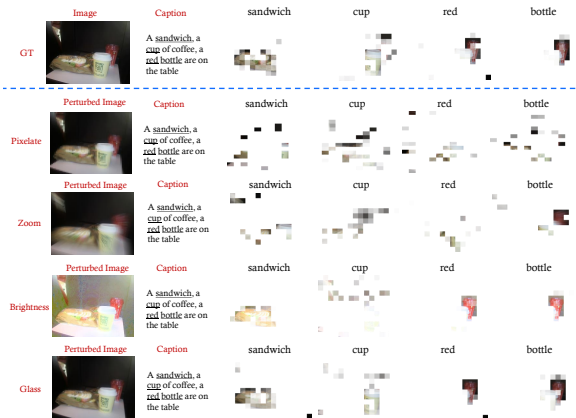 Image Caption sandwich cup red bottle
GT
A sandwich, a
cup of coffee, a
red bottle are on
the table
Perturbed Image Caption sandwich cup red bottle
Pixelate
A sandwich, a
cup of coffee, a
red bottle are on
the table
Perturbed Image Caption sandwich cup red bottle
Zoom
A sandwich, a
cup of coffee, a
red bottle are on
the table
Perturbed Image Caption sandwich cup red bottle
Brightness
A sandwich, a
cup of coffee, a
red bottle are on
the table
Perturbed Image Caption sandwich cup red bottle
Glass
A sandwich, a
cup of coffee, a
red bottle are on
the table